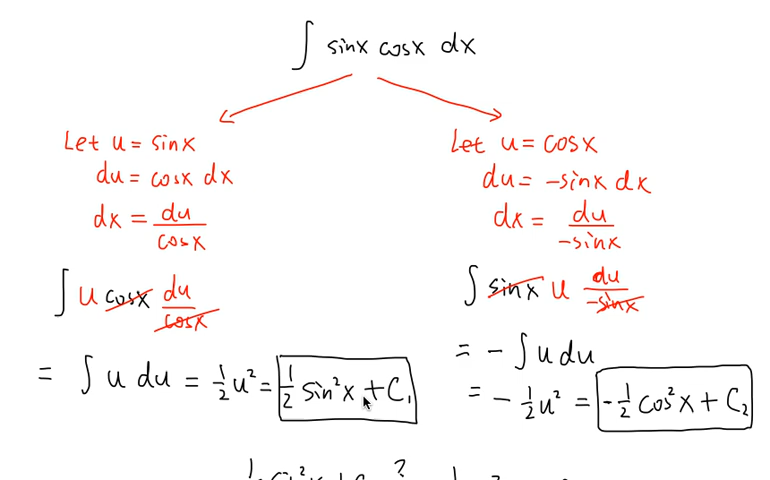 ∫ sinx cosx dx
Let u = sinx
du = cosx dx
dx = du/cosx
∫ u cosx du/cosx
= ∫ u du = 1/2 u² = 1/2 sin²x + C₁
Let u = cosx
du = -sinx dx
dx = du/-sinx
∫ sinx u du/-sinx
= - ∫ u du
= - 1/2 u² = -1/2 cos²x + C₂